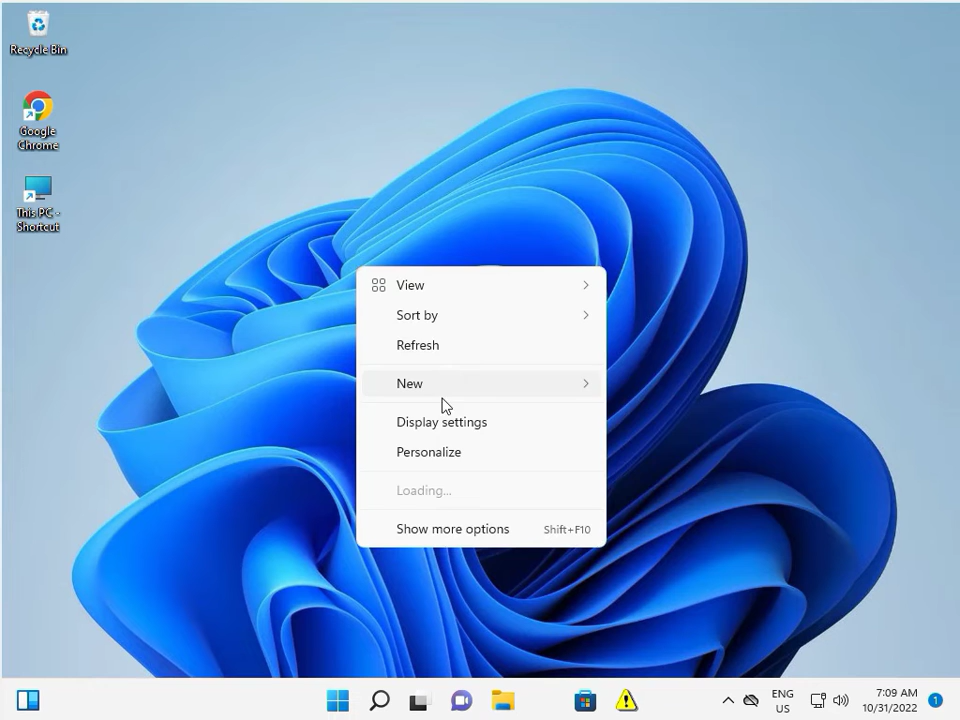 Recycle Bin
Google
Chrome
This PC -
Shortcut
View
Sort by
Refresh
New
Display settings
Personalize
Loading...
Show more options Shift+F10
ENG
US
7:09 AM
10/31/2022
1